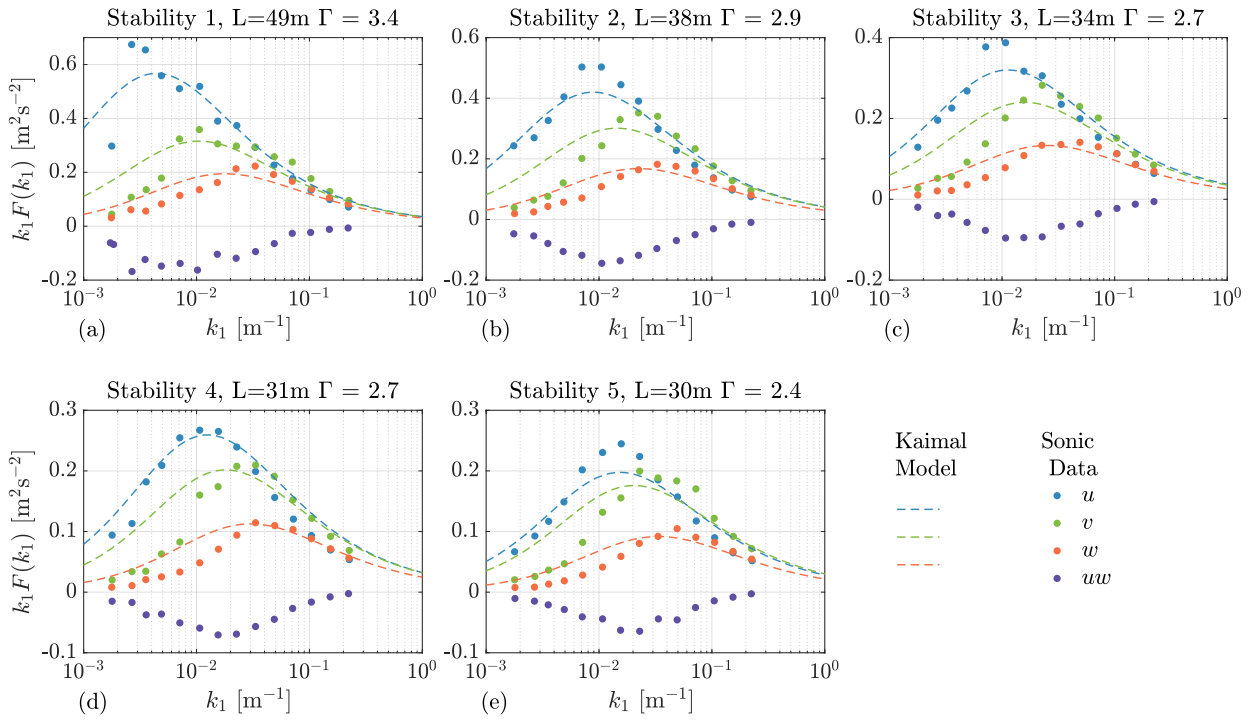 Stability 1, L=49m Γ = 3.4
k₁F(k₁) [m²s⁻²]
0.6
0.4
0.2
0
-0.2
10⁻³ 10⁻² 10⁻¹ 10⁰
(a) k₁ [m⁻¹]
Stability 2, L=38m Γ = 2.9
0.6
0.4
0.2
0
-0.2
10⁻³ 10⁻² 10⁻¹ 10⁰
(b) k₁ [m⁻¹]
Stability 3, L=34m Γ = 2.7
0.4
0.2
0
-0.2
10⁻³ 10⁻² 10⁻¹ 10⁰
(c) k₁ [m⁻¹]
Stability 4, L=31m Γ = 2.7
k₁F(k₁) [m²s⁻²]
0.3
0.2
0.1
0
-0.1
10⁻³ 10⁻² 10⁻¹ 10⁰
(d) k₁ [m⁻¹]
Stability 5, L=30m Γ = 2.4
0.3
0.2
0.1
0
-0.1
10⁻³ 10⁻² 10⁻¹ 10⁰
(e) k₁ [m⁻¹]
Kaimal Sonic
Model Data
u
v
w
uw